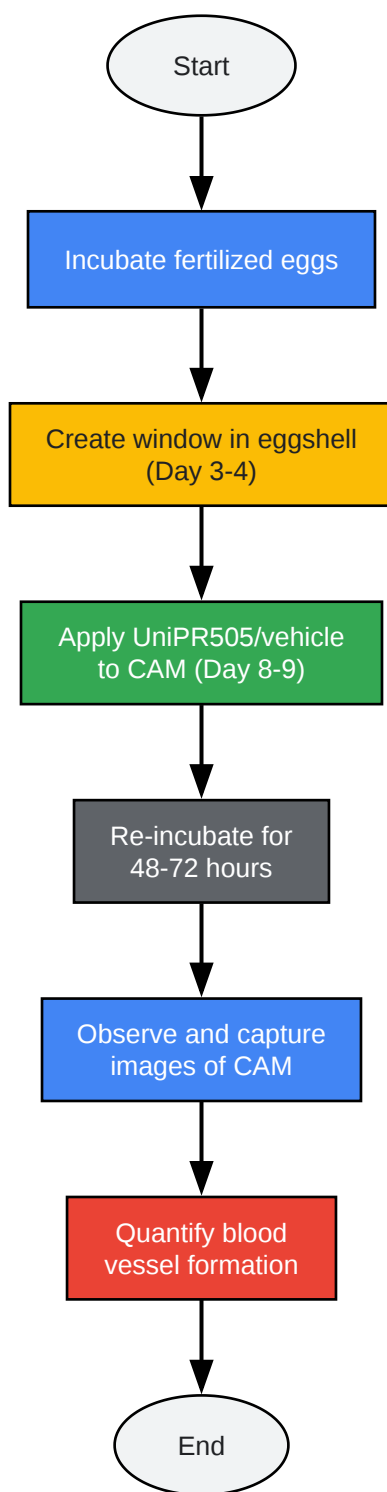 Start
Incubate fertilized eggs
Create window in eggshell
(Day 3-4)
Apply UniPR505/vehicle
to CAM (Day 8-9)
Re-incubate for
48-72 hours
Observe and capture
images of CAM
Quantify blood
vessel formation
End